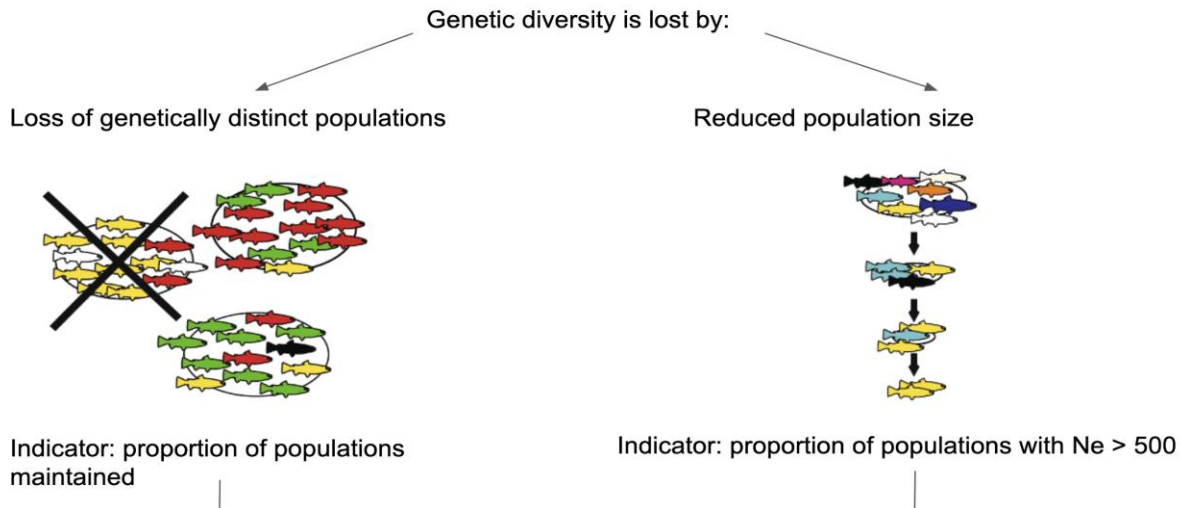 Genetic diversity is lost by:
Loss of genetically distinct populations
Reduced population size
Indicator: proportion of populations
maintained
Indicator: proportion of populations with Ne > 500